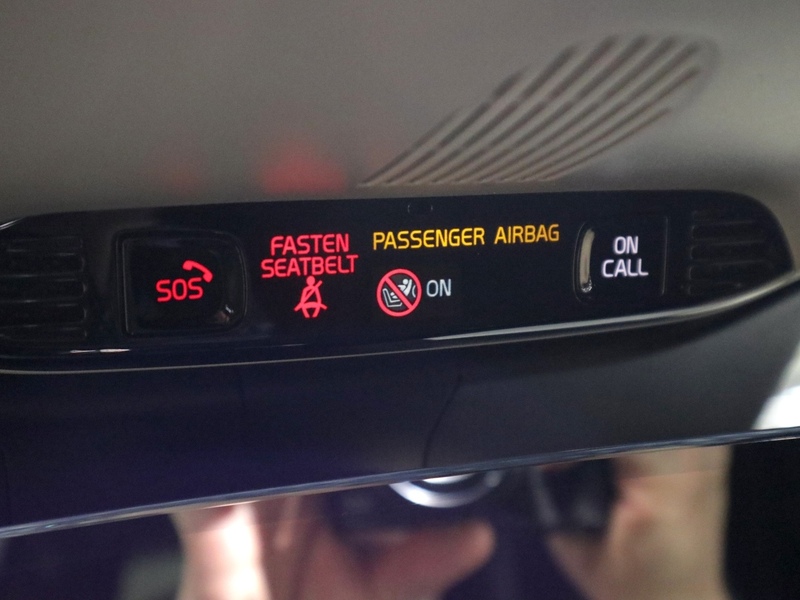 SOS
FASTEN
SEATBELT
PASSENGER AIRBAG
ON
ON
CALL